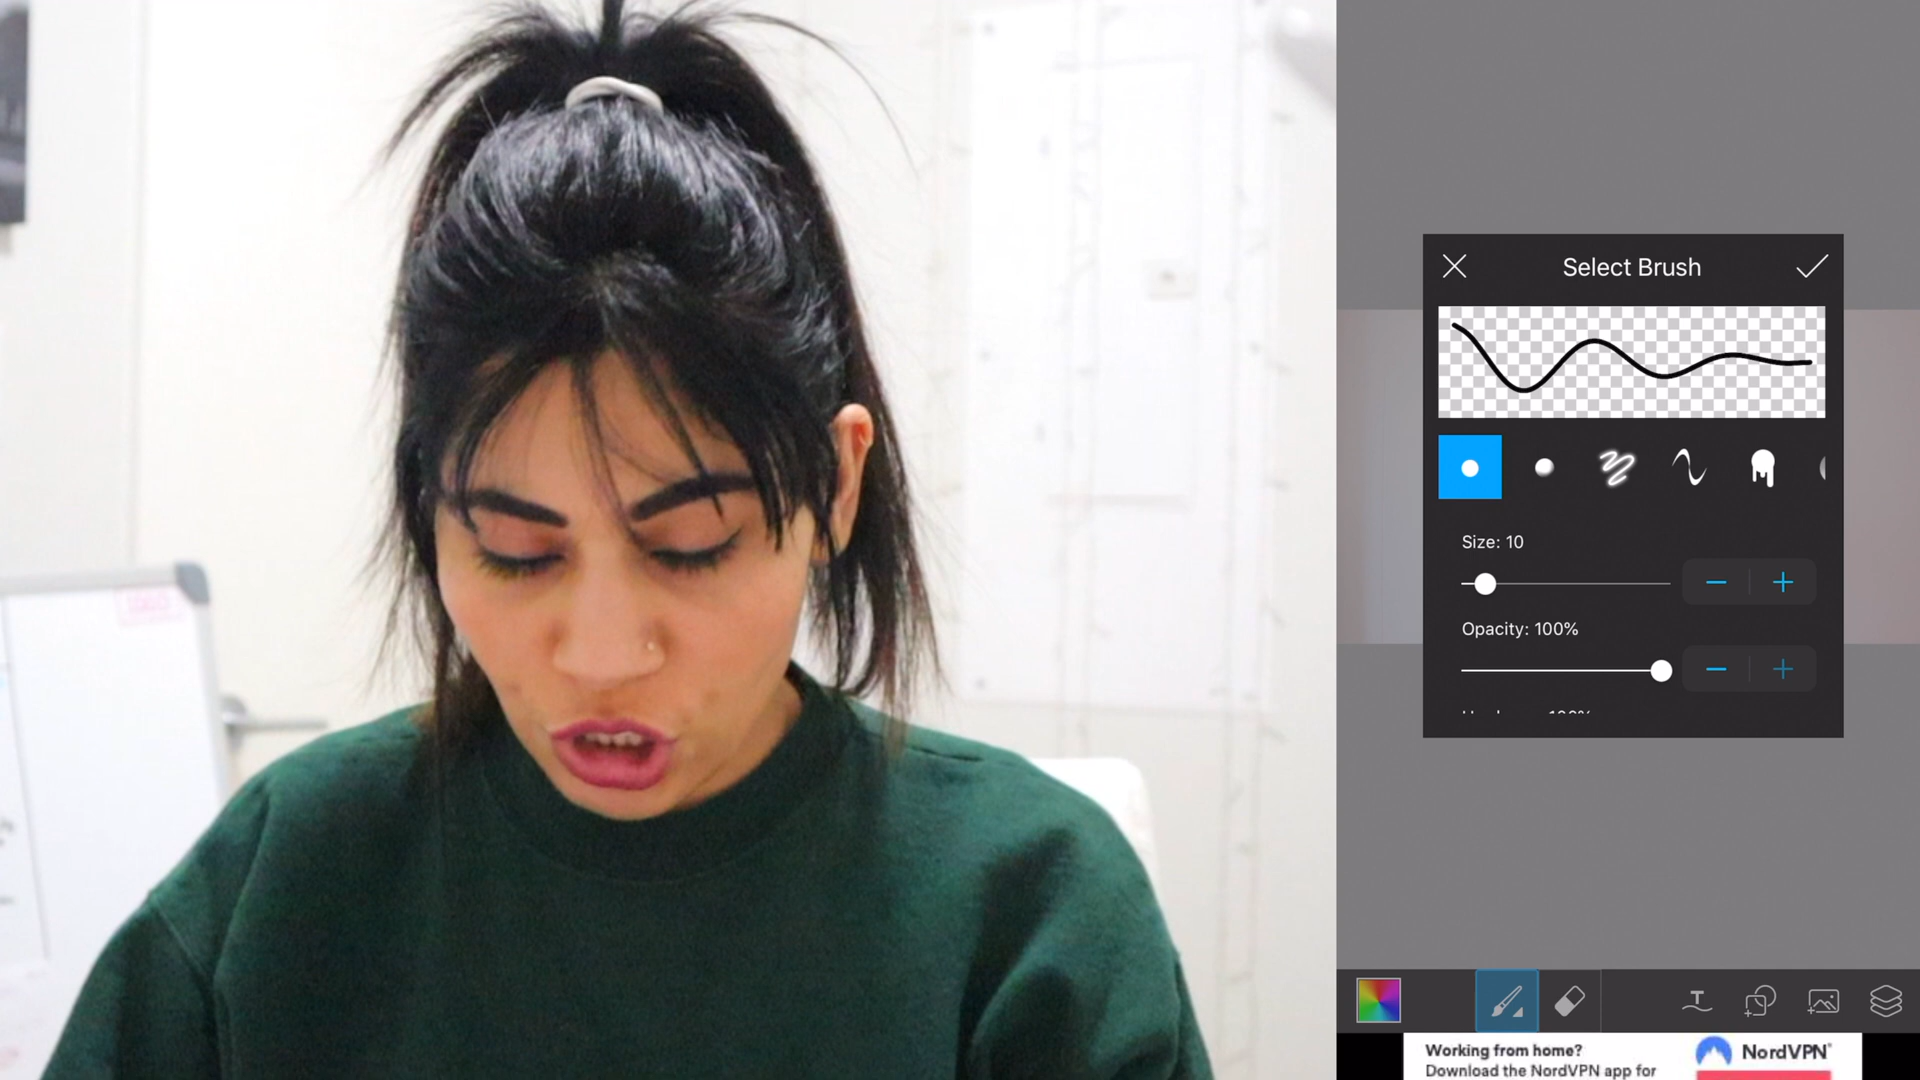 Select Brush
Size: 10
Opacity: 100%
Working from home?
NordVPN
Download the NordVPN app for